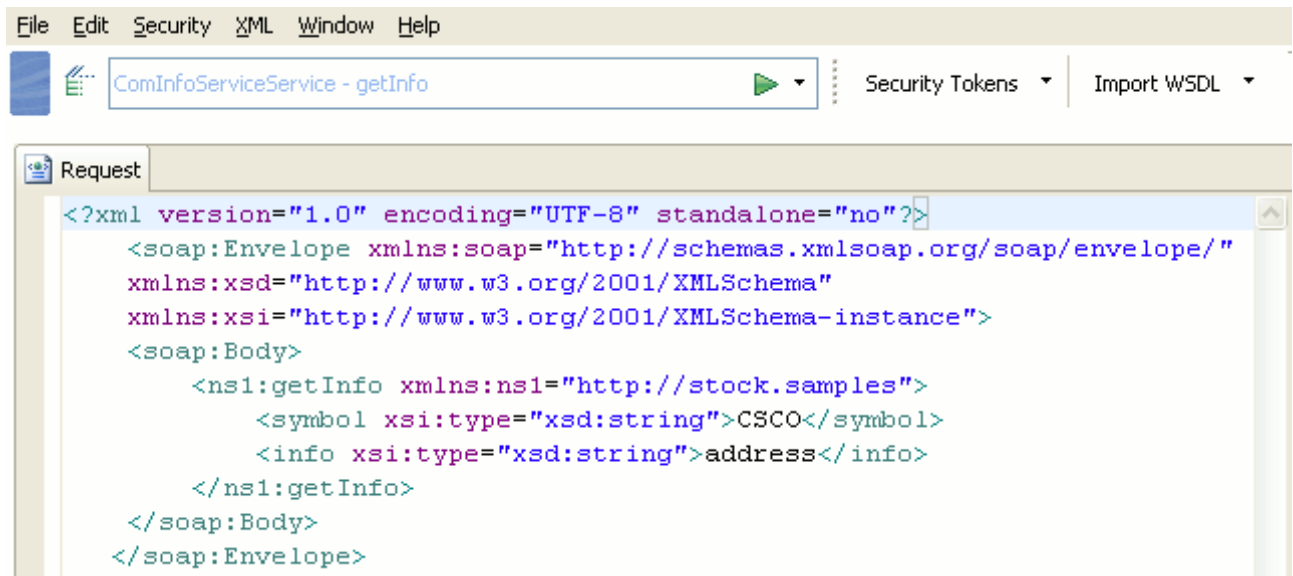 File Edit Security XML Window Help
ComInfoServiceService - getInfo Security Tokens Import WSDL
Request
<?xml version="1.0" encoding="UTF-8" standalone="no"?>
<soap:Envelope xmlns:soap="http://schemas.xmlsoap.org/soap/envelope/"
xmlns:xsd="http://www.w3.org/2001/XMLSchema"
xmlns:xsi="http://www.w3.org/2001/XMLSchema-instance">
<soap:Body>
<ns1:getInfo xmlns:ns1="http://stock.samples">
<symbol xsi:type="xsd:string">CSCO</symbol>
<info xsi:type="xsd:string">address</info>
</ns1:getInfo>
</soap:Body>
</soap:Envelope>